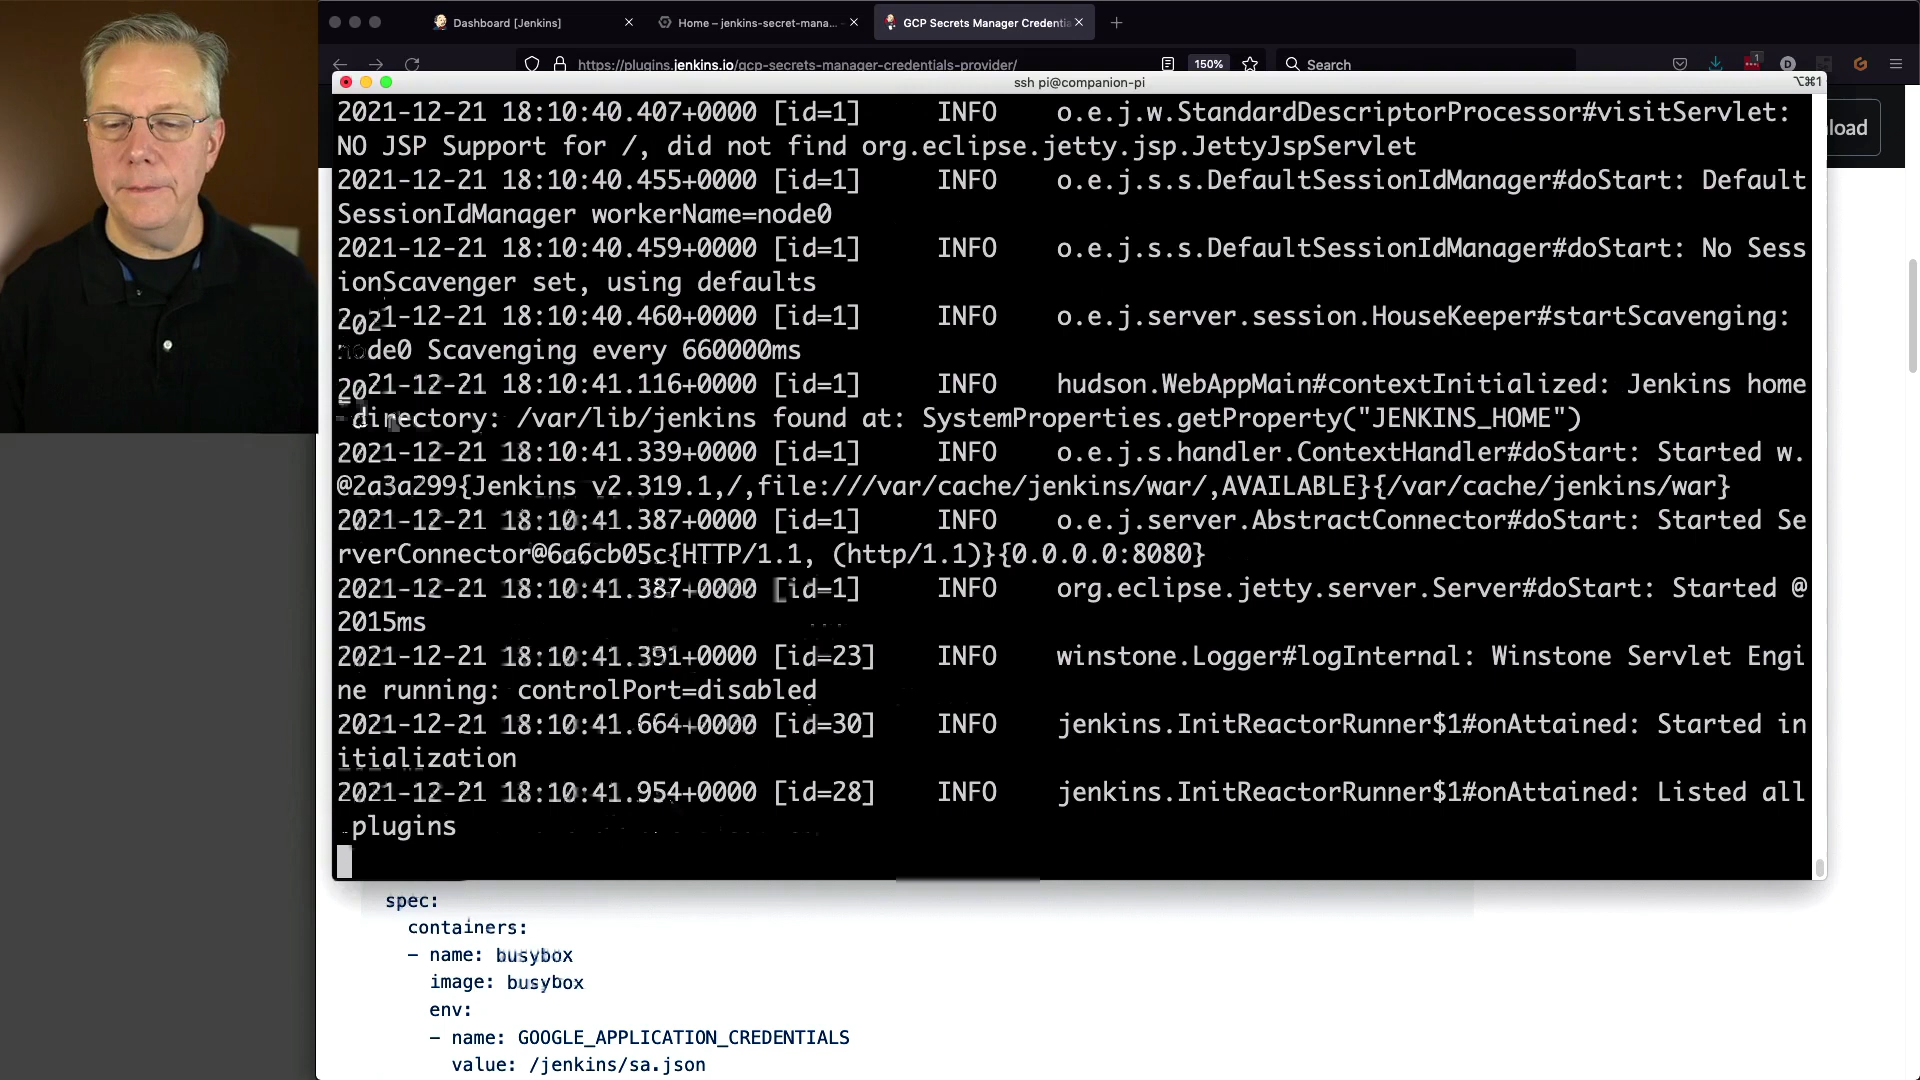 Dashboard [Jenkins]
Home – jenkins-secret-mana...
GCP Secrets Manager Credentia
https://plugins.jenkins.io/gcp-secrets-manager-credentials-provider/
150%
Search
ssh pi@companion-pi
⌥⌘1
2021-12-21 18:10:40.407+0000 [id=1] INFO o.e.j.w.StandardDescriptorProcessor#visitServlet:
NO JSP Support for /, did not find org.eclipse.jetty.jsp.JettyJspServlet
2021-12-21 18:10:40.455+0000 [id=1] INFO o.e.j.s.s.DefaultSessionIdManager#doStart: Default
SessionIdManager workerName=node0
2021-12-21 18:10:40.459+0000 [id=1] INFO o.e.j.s.s.DefaultSessionIdManager#doStart: No Sess
ionScavenger set, using defaults
2021-12-21 18:10:40.460+0000 [id=1] INFO o.e.j.server.session.HouseKeeper#startScavenging:
node0 Scavenging every 660000ms
2021-12-21 18:10:41.116+0000 [id=1] INFO hudson.WebAppMain#contextInitialized: Jenkins home
directory: /var/lib/jenkins found at: SystemProperties.getProperty("JENKINS_HOME")
2021-12-21 18:10:41.339+0000 [id=1] INFO o.e.j.s.handler.ContextHandler#doStart: Started w.
@2a3a299{Jenkins v2.319.1,/,file:///var/cache/jenkins/war/,AVAILABLE}{/var/cache/jenkins/war}
2021-12-21 18:10:41.387+0000 [id=1] INFO o.e.j.server.AbstractConnector#doStart: Started Se
rverConnector@6a6cb05c{HTTP/1.1, (http/1.1)}{0.0.0.0:8080}
2021-12-21 18:10:41.387+0000 [id=1] INFO org.eclipse.jetty.server.Server#doStart: Started @
2015ms
2021-12-21 18:10:41.391+0000 [id=23] INFO winstone.Logger#logInternal: Winstone Servlet Engi
ne running: controlPort=disabled
2021-12-21 18:10:41.664+0000 [id=30] INFO jenkins.InitReactorRunner$1#onAttained: Started in
itialization
2021-12-21 18:10:41.954+0000 [id=28] INFO jenkins.InitReactorRunner$1#onAttained: Listed all
plugins
load
spec:
containers:
- name: busybox
image: busybox
env:
- name: GOOGLE_APPLICATION_CREDENTIALS
value: /jenkins/sa.json